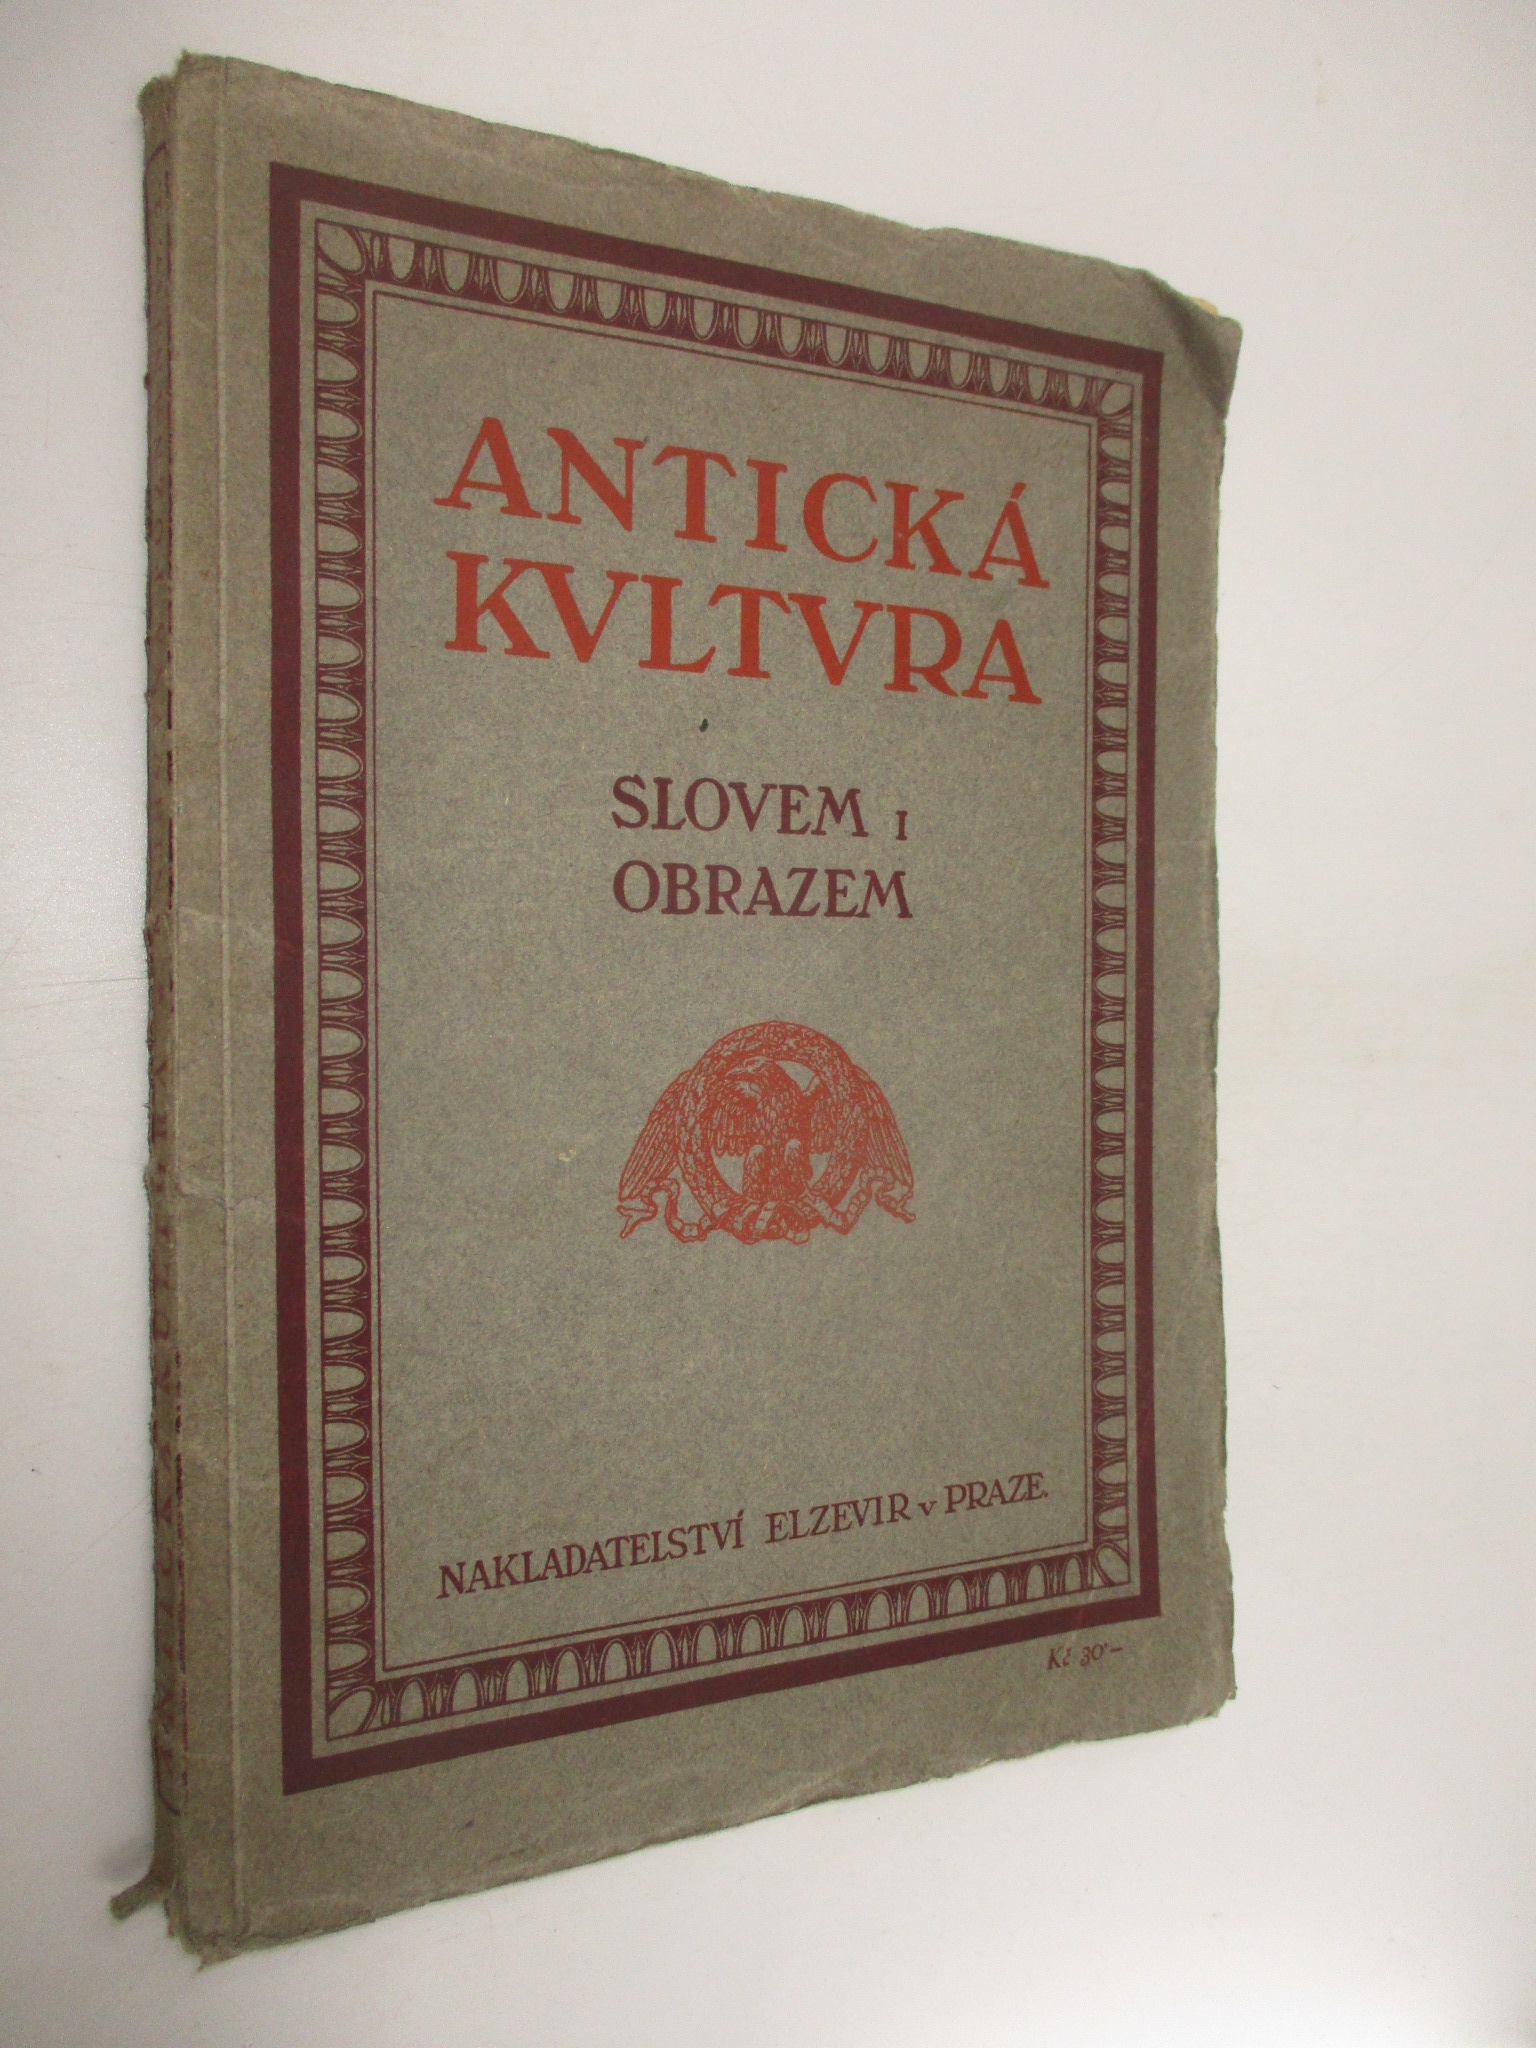 ANTICKÁ
KVLTVRA
SLOVEM I
OBRAZEM
NAKLADATELSTVÍ ELZEVIR v PRAZE.
Kč 30·–